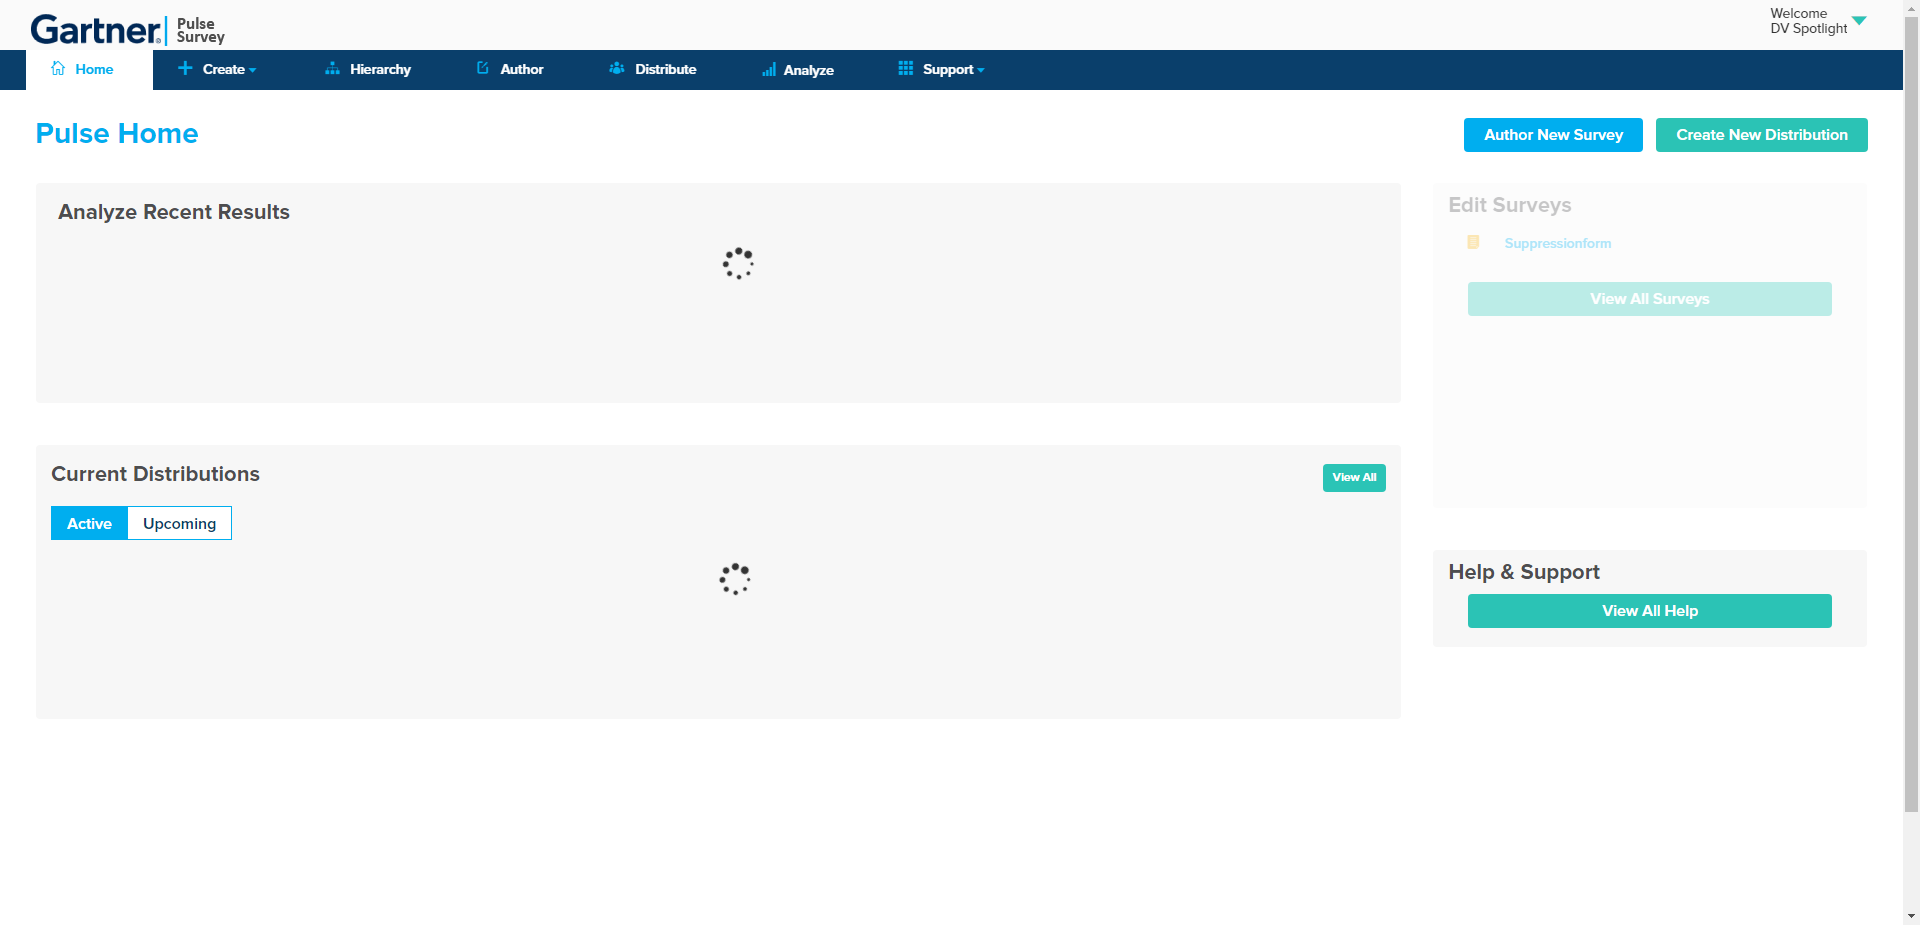 Gartner
Pulse
Survey
Welcome
DV Spotlight
Home
Create
Hierarchy
Author
Distribute
Analyze
Support
Pulse Home
Author New Survey
Create New Distribution
Analyze Recent Results
Edit Surveys
Suppressionform
View All Surveys
Current Distributions
View All
Active
Upcoming
Help & Support
View All Help